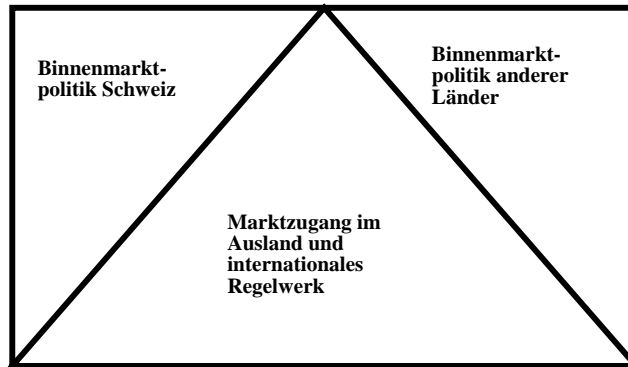 Binnenmarkt-
politik Schweiz
Binnenmarkt-
politik anderer
Länder
Marktzugang im
Ausland und
internationales
Regelwerk